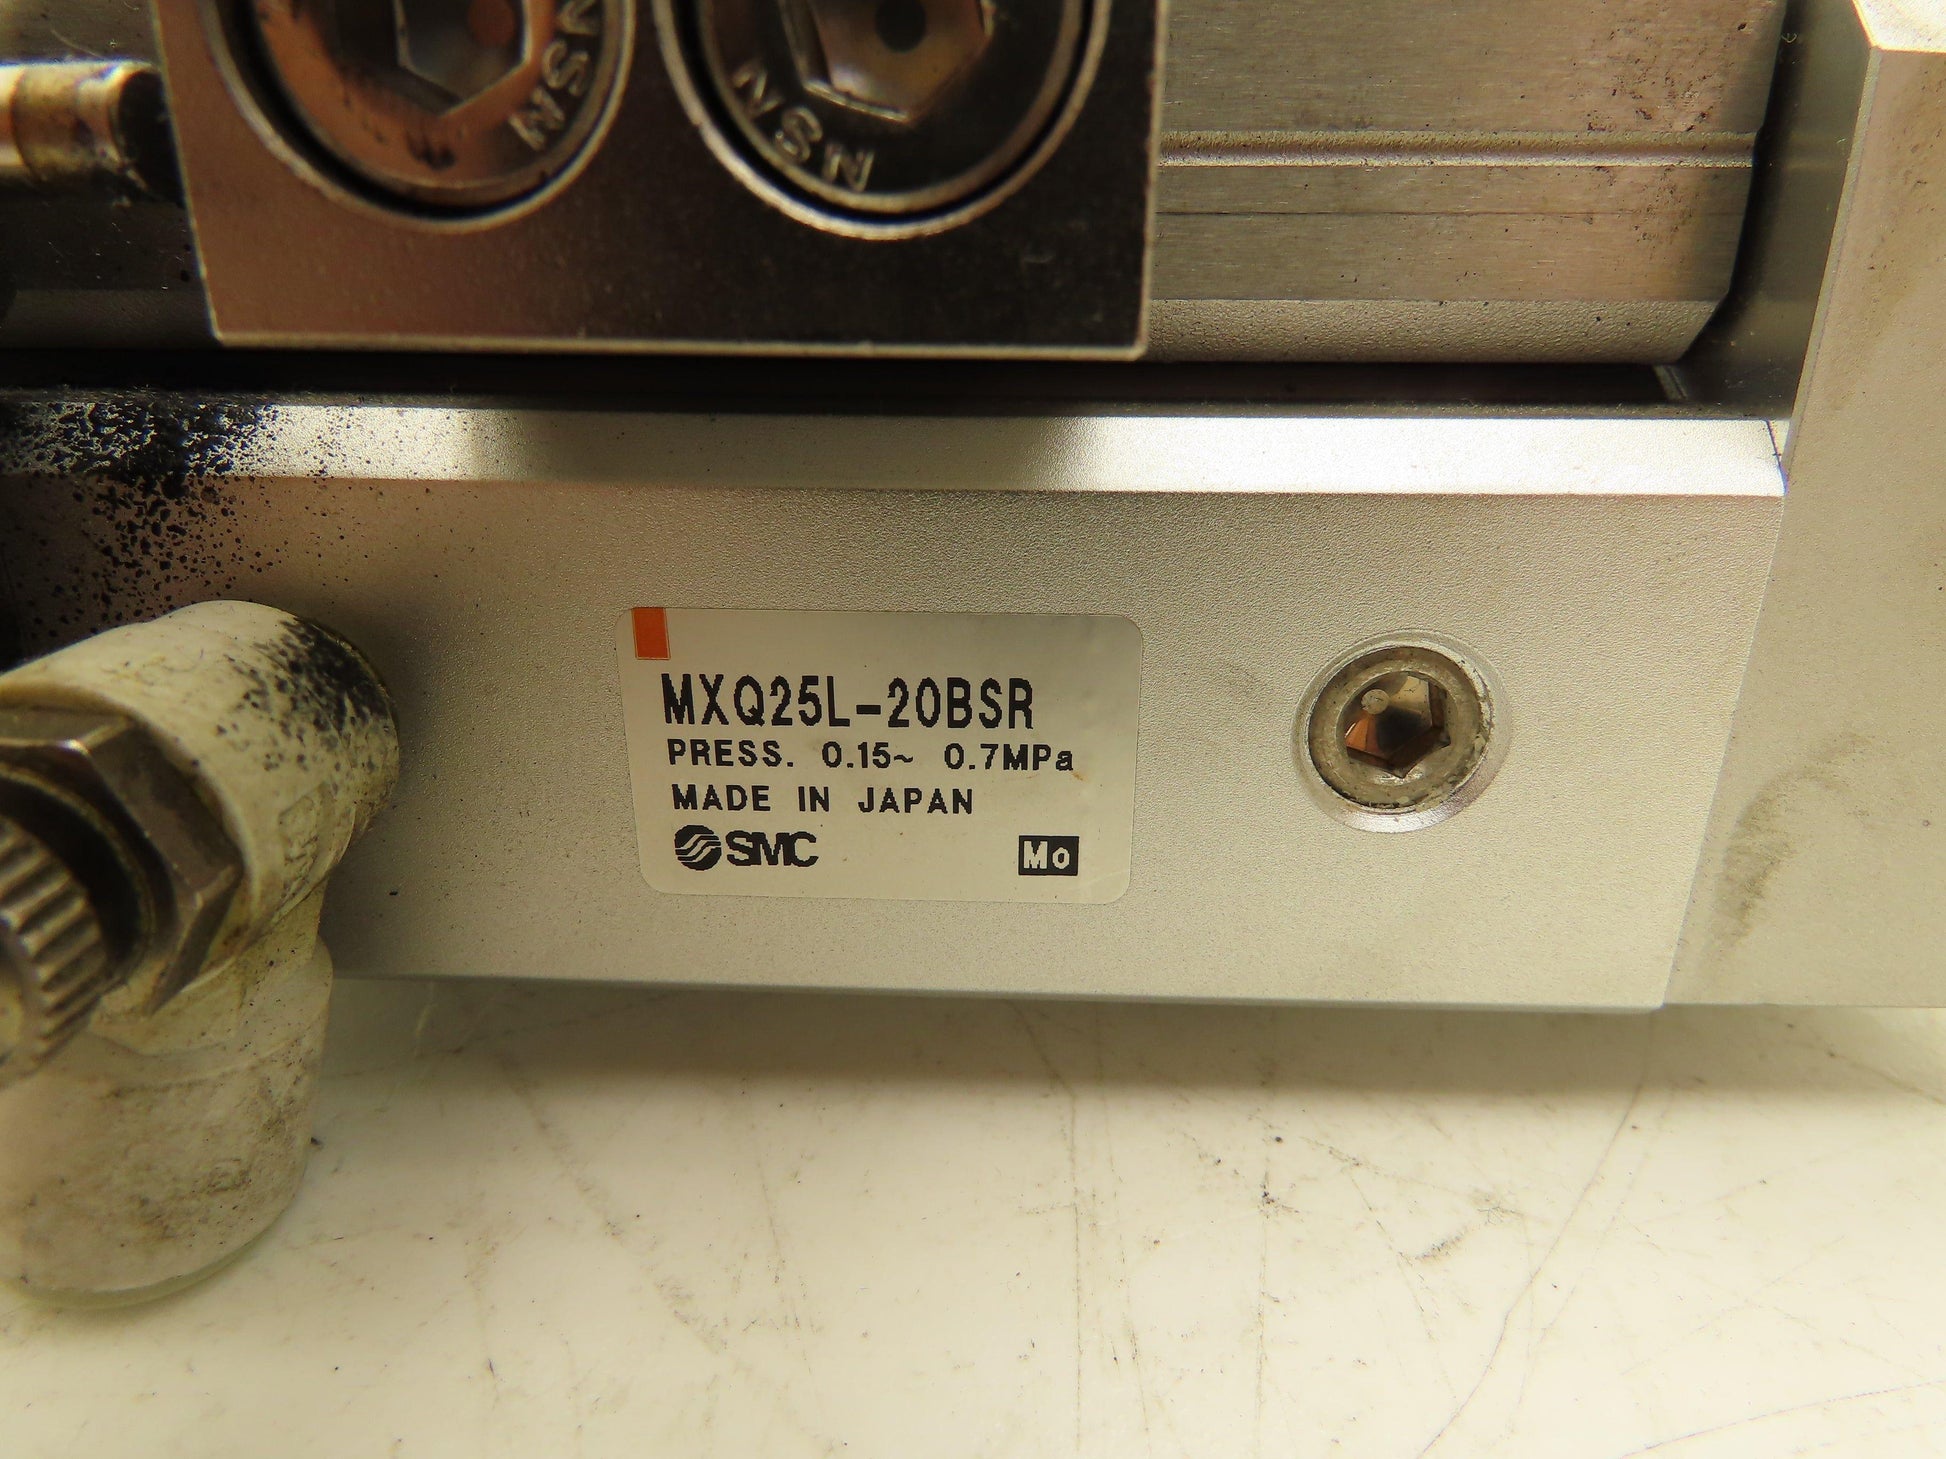 NSN
NSN
MXQ25L-20BSR
PRESS. 0.15~ 0.7MPa
MADE IN JAPAN
SMC
Mo